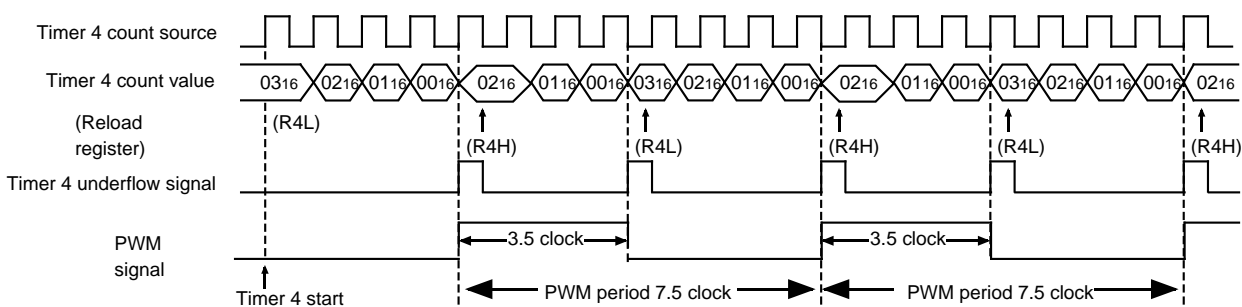 Timer 4 count source
Timer 4 count value
0316 0216 0116 0016 0216 0116 0016 0316 0216 0116 0016 0216 0116 0016 0316 0216 0116 0016 0216
(Reload
register)
(R4L) (R4H) (R4L) (R4H) (R4L) (R4H)
Timer 4 underflow signal
PWM
signal
3.5 clock 3.5 clock
PWM period 7.5 clock PWM period 7.5 clock
Timer 4 start